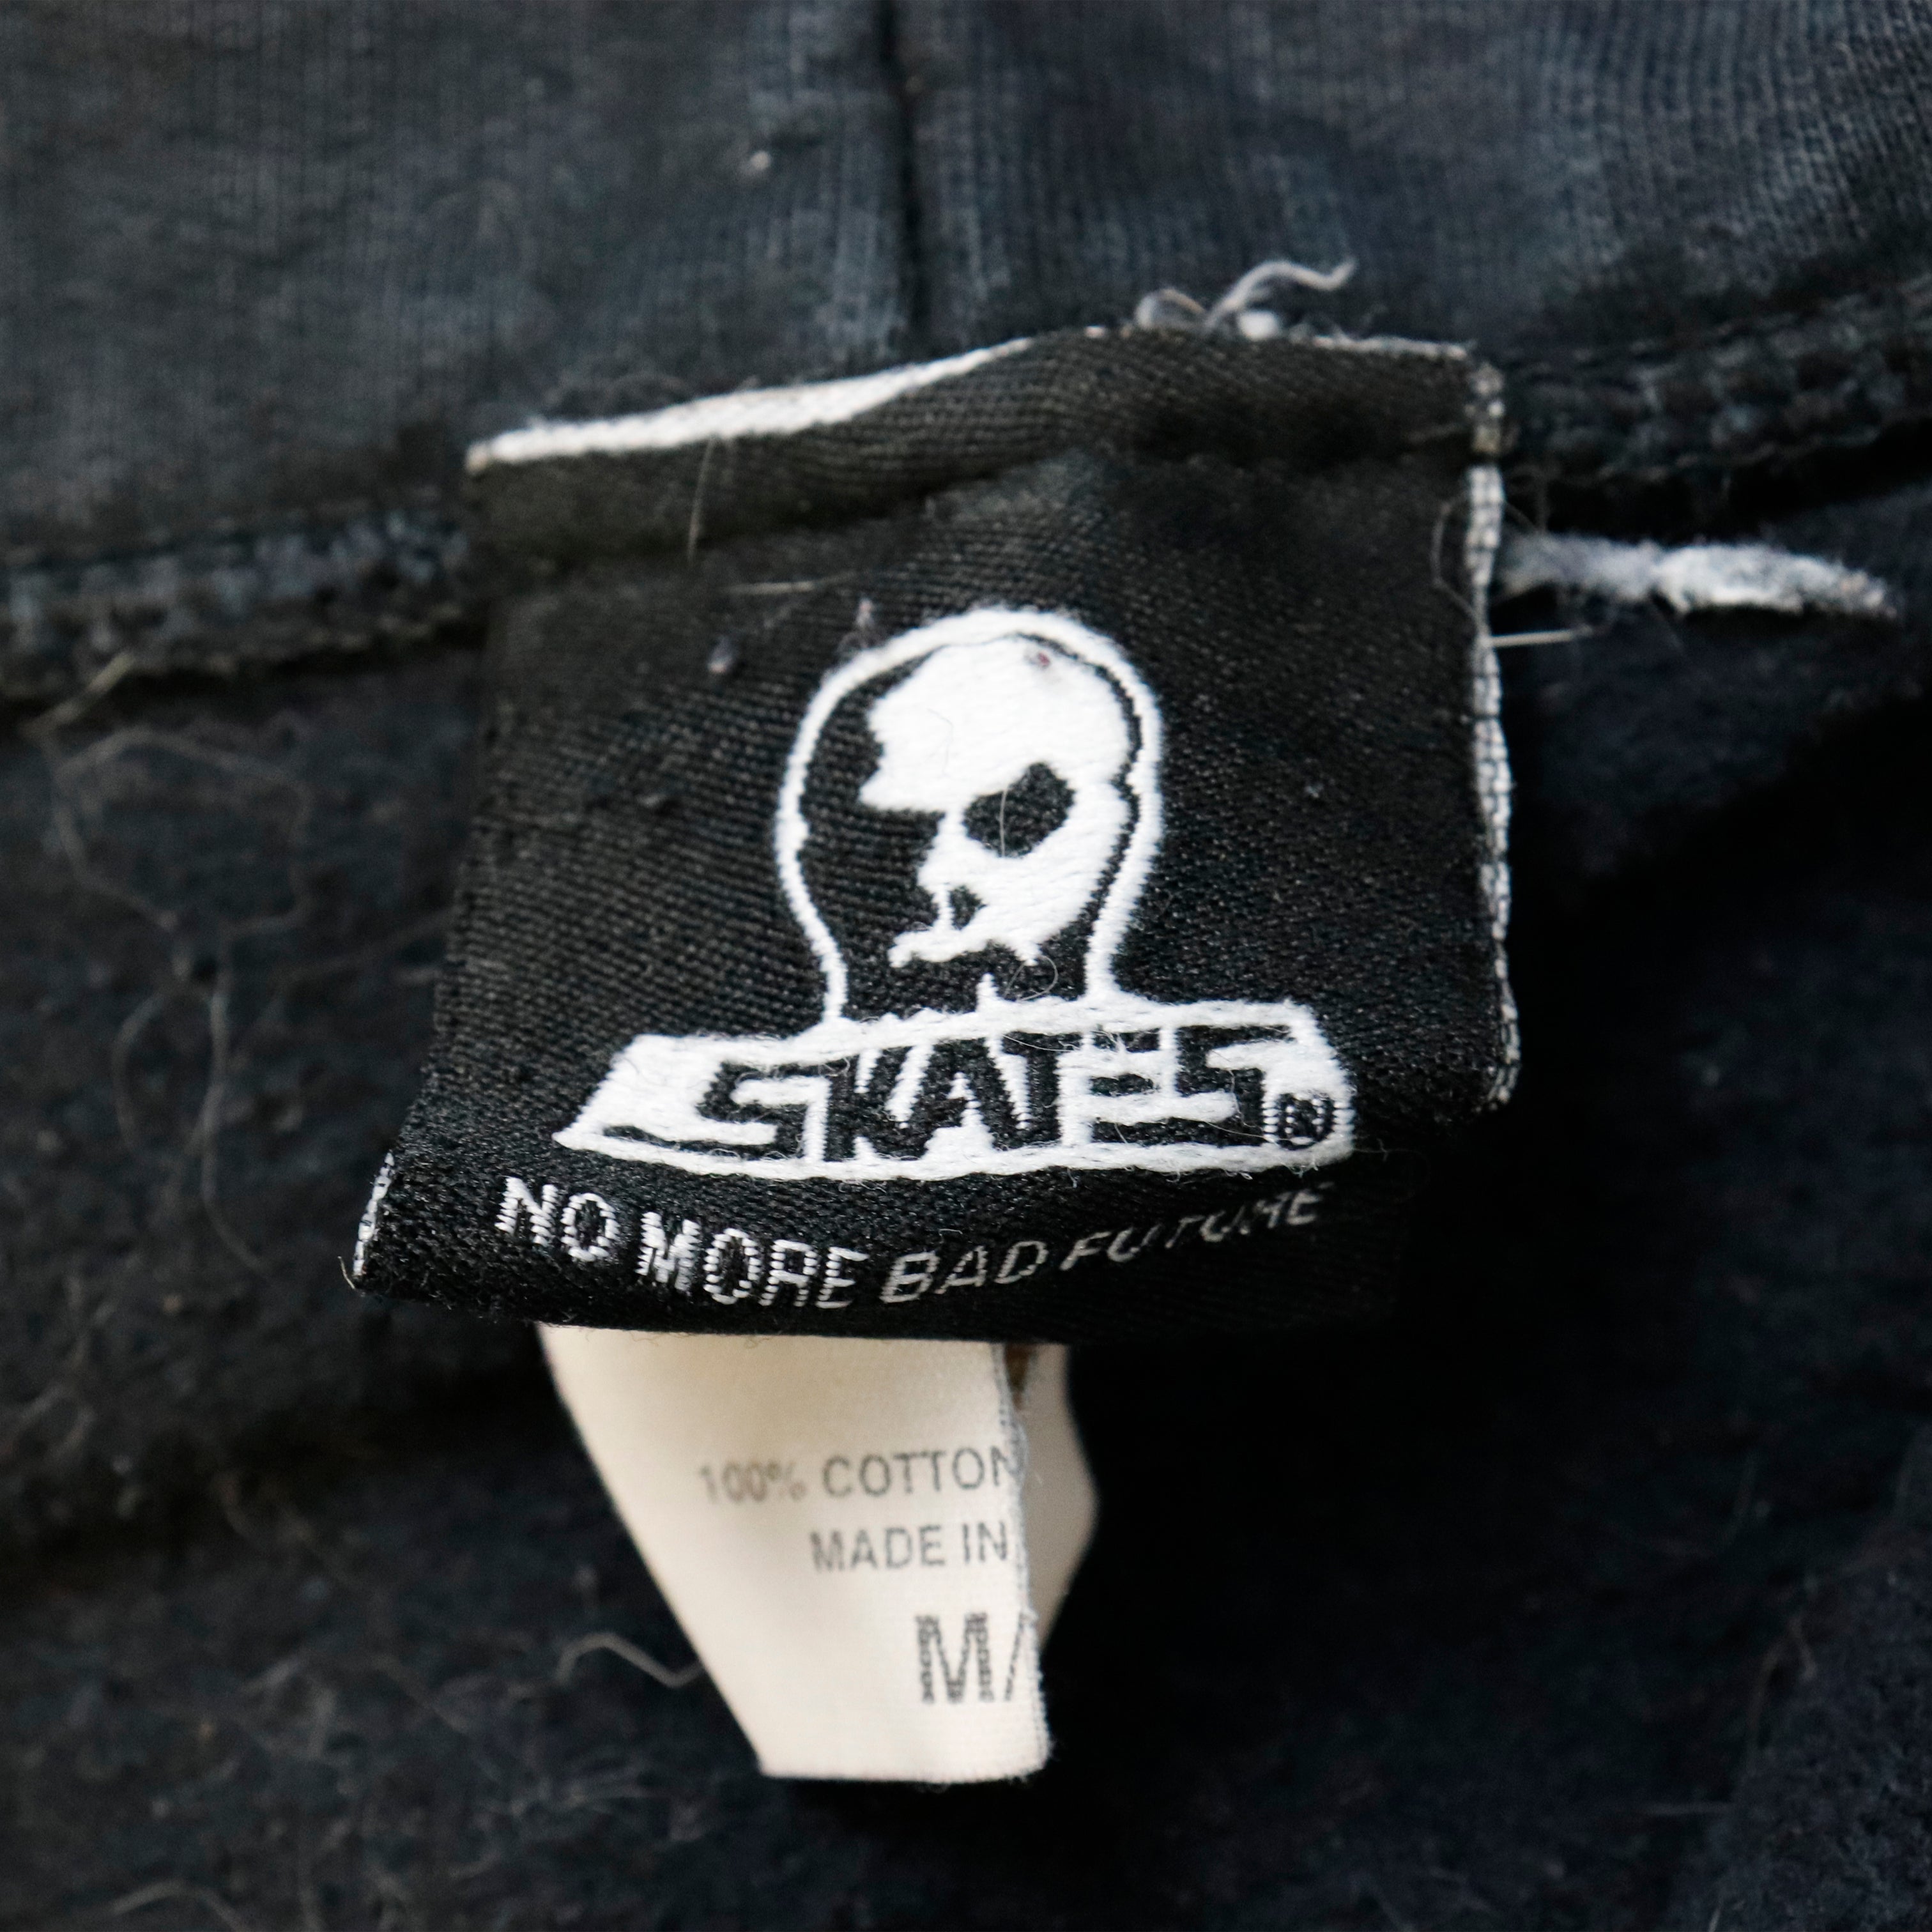 SKATES®
NO MORE BAD FUTURE
100% COTTON
MADE IN
M/